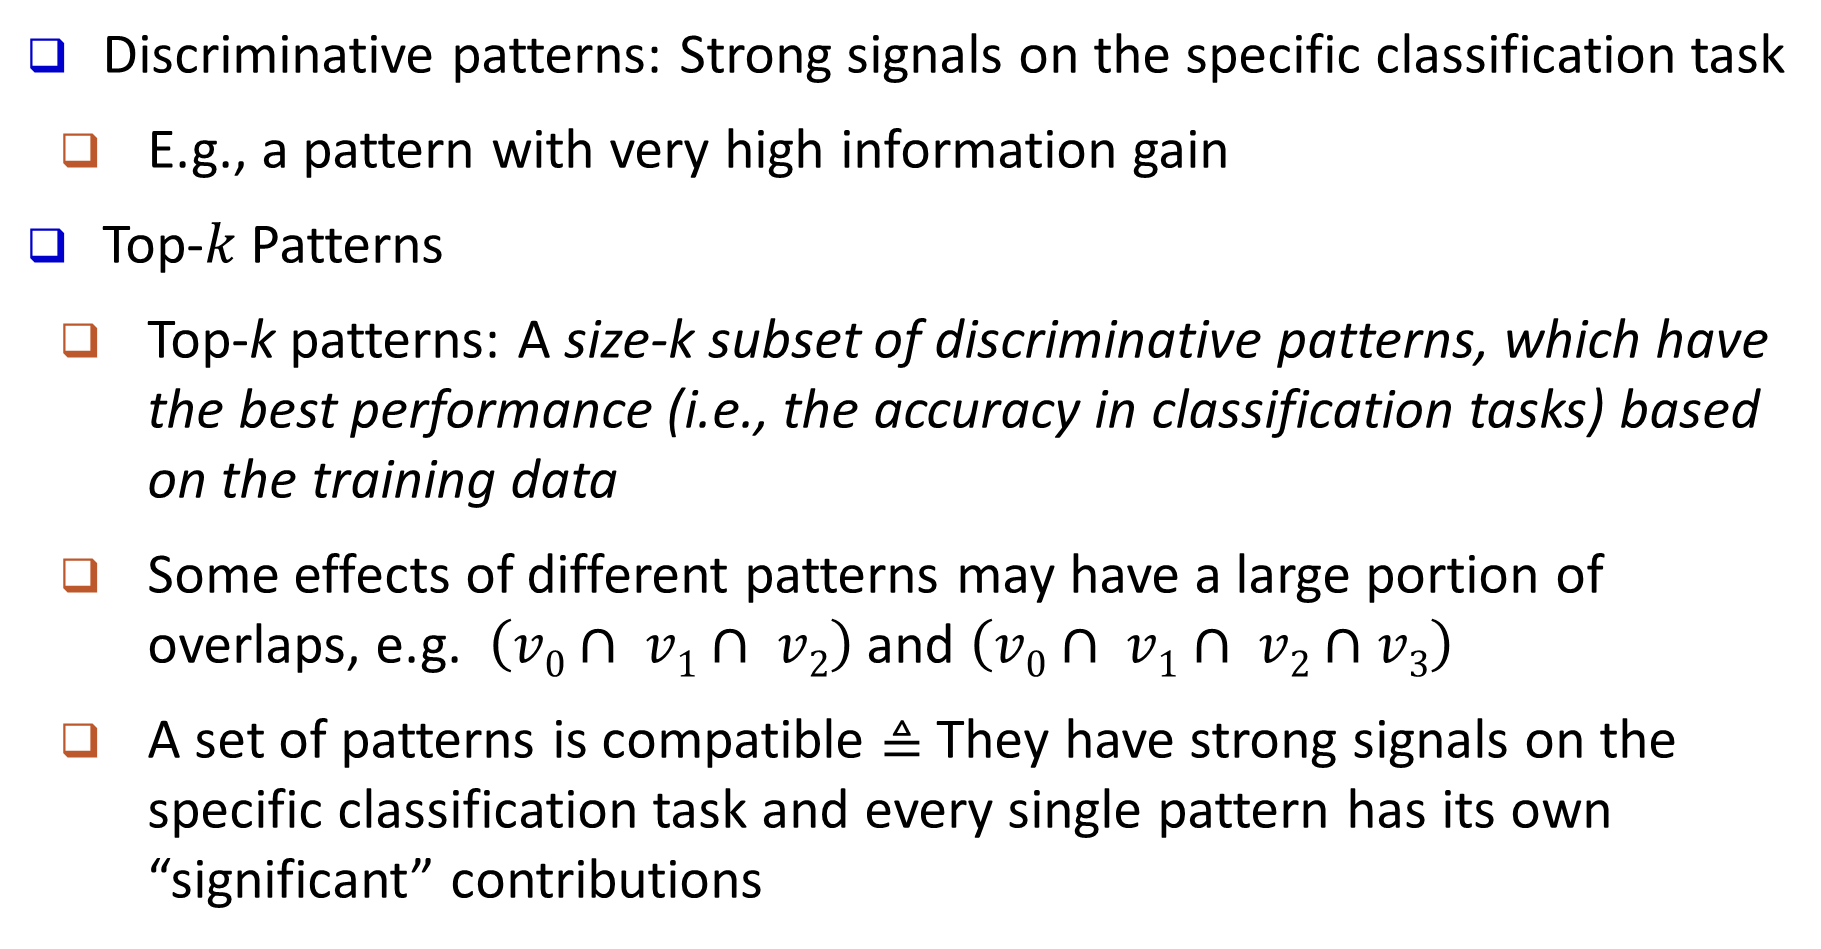 ❑ Discriminative patterns: Strong signals on the specific classification task
❑ E.g., a pattern with very high information gain
❑ Top-k Patterns
❑ Top-k patterns: A size-k subset of discriminative patterns, which have
the best performance (i.e., the accuracy in classification tasks) based
on the training data
❑ Some effects of different patterns may have a large portion of
overlaps, e.g. (v₀ ∩ v₁ ∩ v₂) and (v₀ ∩ v₁ ∩ v₂ ∩ v₃)
❑ A set of patterns is compatible ≜ They have strong signals on the
specific classification task and every single pattern has its own
“significant” contributions